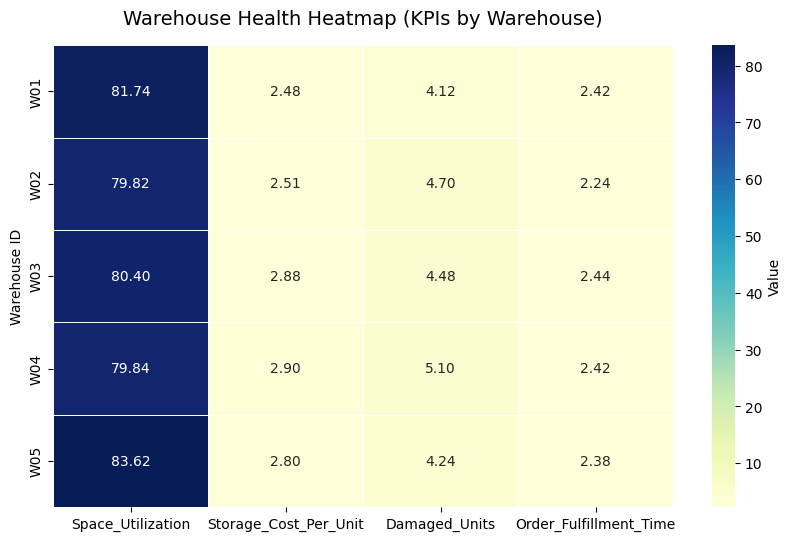 Warehouse Health Heatmap (KPIs by Warehouse)
W01 81.74 2.48 4.12 2.42
W02 79.82 2.51 4.70 2.24
W03 80.40 2.88 4.48 2.44
W04 79.84 2.90 5.10 2.42
W05 83.62 2.80 4.24 2.38
Warehouse ID
Space_Utilization Storage_Cost_Per_Unit Damaged_Units Order_Fulfillment_Time
80
70
60
50
40
30
20
10
Value